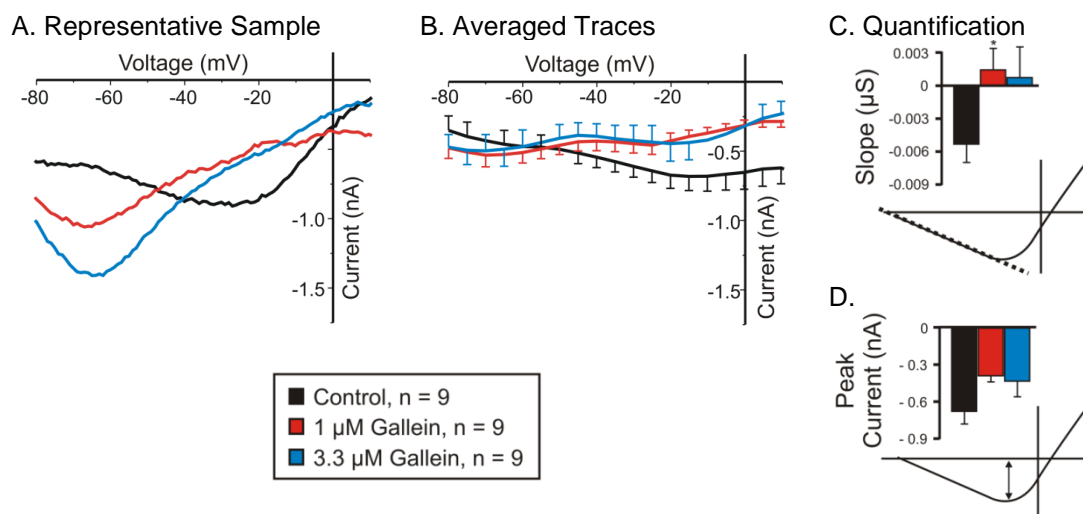 A. Representative Sample
Voltage (mV)
-80 -60 -40 -20
-1.0
-1.5
Current (nA)
B. Averaged Traces
Voltage (mV)
-80 -60 -40 -20
-0.5
-1.0
-1.5
Current (nA)
C. Quantification
Slope (µS)
0.003
0
-0.003
-0.006
-0.009
*
D.
Peak
Current (nA)
0
- 0.3
- 0.6
- 0.9
Control, n = 9
1 µM Gallein, n = 9
3.3 µM Gallein, n = 9